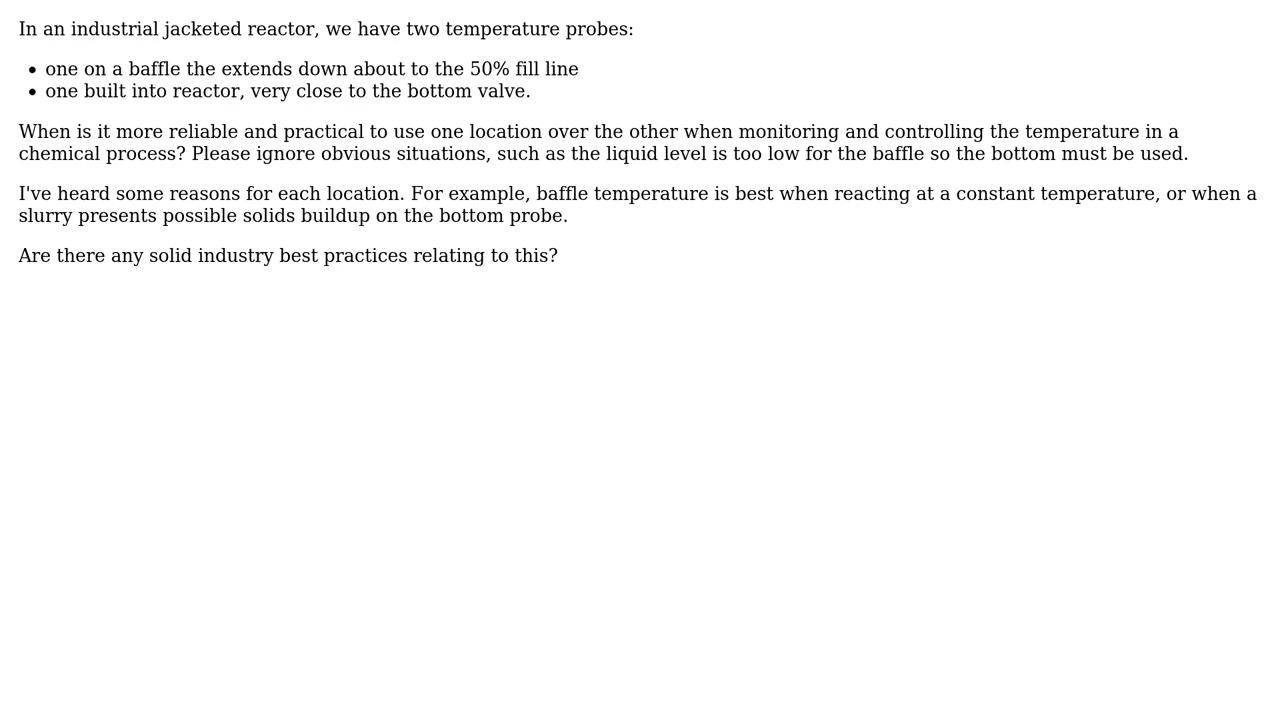 In an industrial jacketed reactor, we have two temperature probes:
• one on a baffle the extends down about to the 50% fill line
• one built into reactor, very close to the bottom valve.
When is it more reliable and practical to use one location over the other when monitoring and controlling the temperature in a
chemical process? Please ignore obvious situations, such as the liquid level is too low for the baffle so the bottom must be used.
I've heard some reasons for each location. For example, baffle temperature is best when reacting at a constant temperature, or when a
slurry presents possible solids buildup on the bottom probe.
Are there any solid industry best practices relating to this?